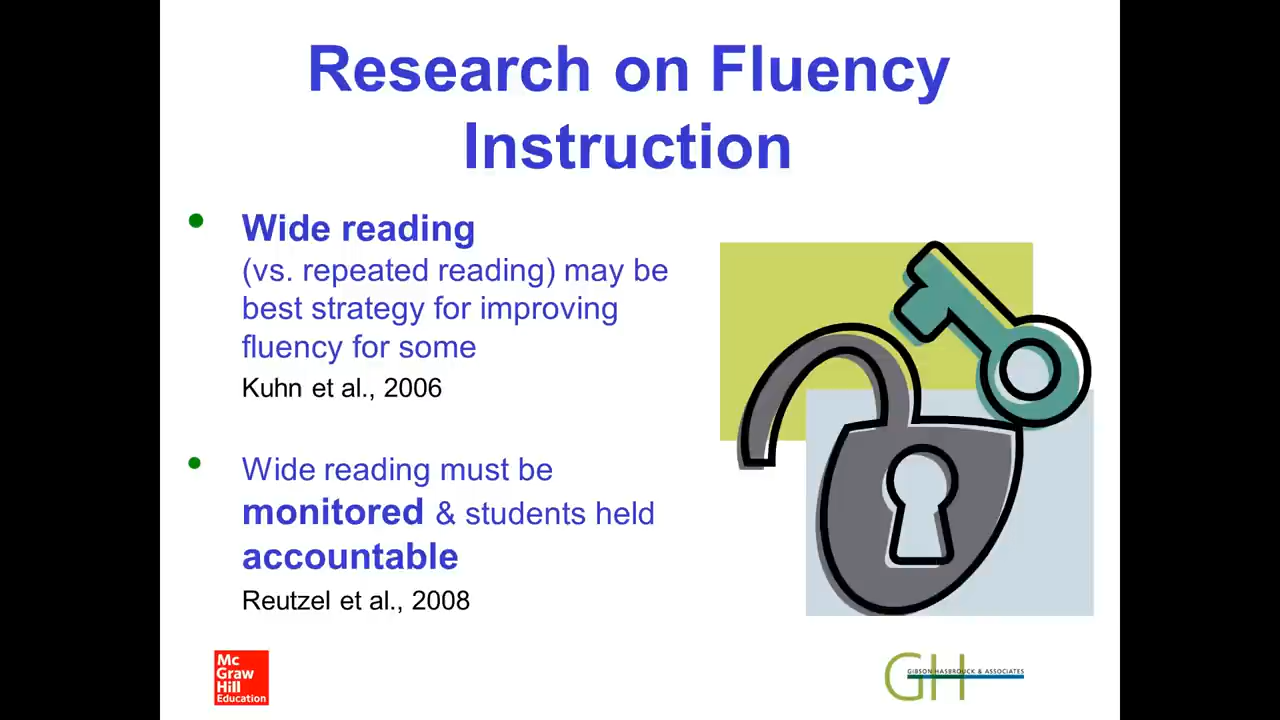 Research on Fluency
Instruction
• Wide reading
(vs. repeated reading) may be
best strategy for improving
fluency for some
Kuhn et al., 2006
• Wide reading must be
monitored & students held
accountable
Reutzel et al., 2008
Mc
Graw
Hill
Education
GH
GIBSON HASBROUCK & ASSOCIATES